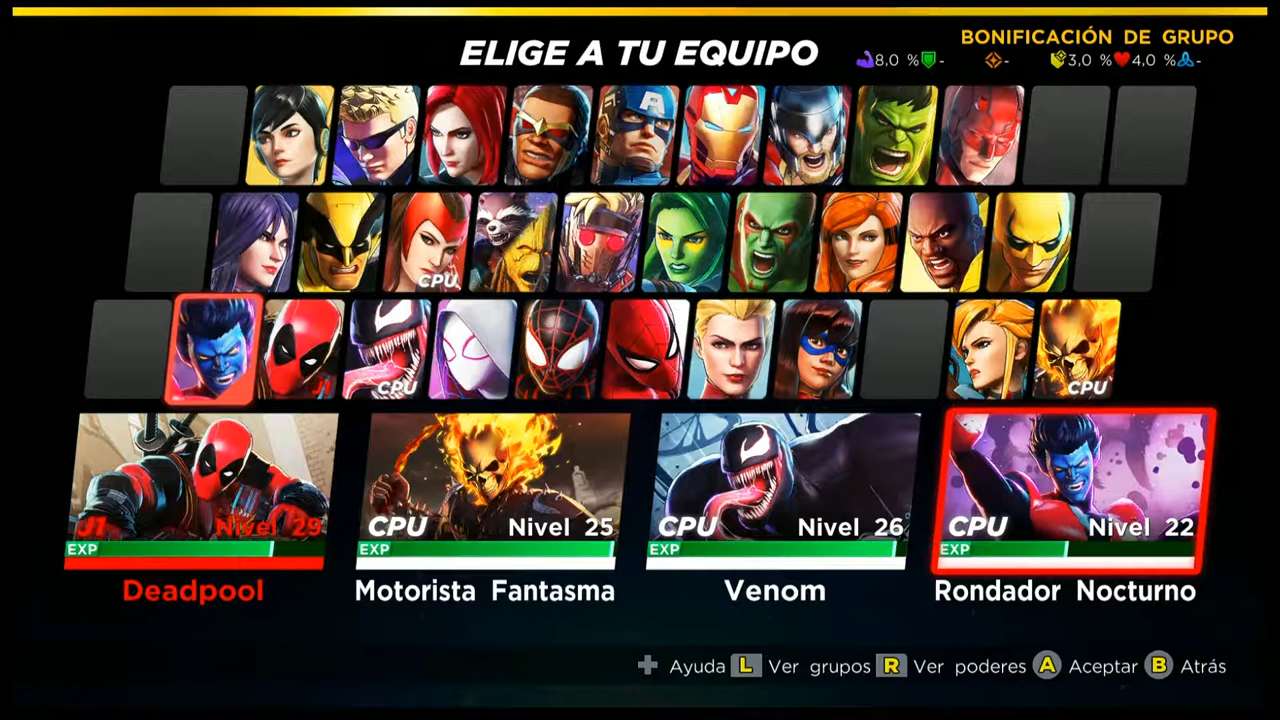 BONIFICACIÓN DE GRUPO
ELIGE A TU EQUIPO
8,0 % - - 3,0 % 4,0 % -
CPU
J1
CPU
CPU
J1 Nivel 29
EXP
Deadpool
CPU Nivel 25
EXP
Motorista Fantasma
CPU Nivel 26
EXP
Venom
CPU Nivel 22
EXP
Rondador Nocturno
Ayuda L Ver grupos R Ver poderes A Aceptar B Atrás